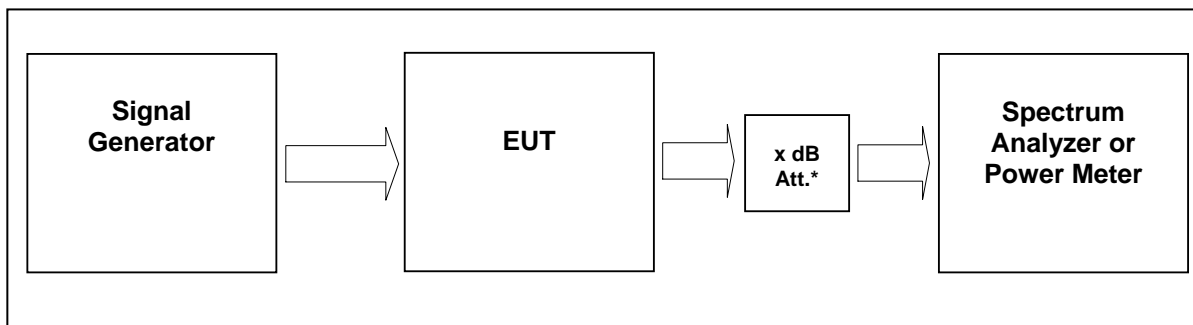 Signal
Generator
EUT
x dB
Att.*
Spectrum
Analyzer or
Power Meter